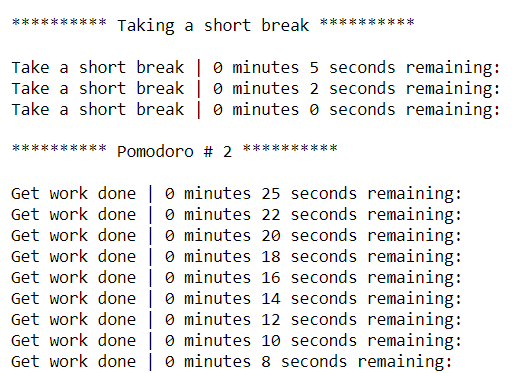 ********** Taking a short break **********
Take a short break | 0 minutes 5 seconds remaining:
Take a short break | 0 minutes 2 seconds remaining:
Take a short break | 0 minutes 0 seconds remaining:
********** Pomodoro # 2 **********
Get work done | 0 minutes 25 seconds remaining:
Get work done | 0 minutes 22 seconds remaining:
Get work done | 0 minutes 20 seconds remaining:
Get work done | 0 minutes 18 seconds remaining:
Get work done | 0 minutes 16 seconds remaining:
Get work done | 0 minutes 14 seconds remaining:
Get work done | 0 minutes 12 seconds remaining:
Get work done | 0 minutes 10 seconds remaining:
Get work done | 0 minutes 8 seconds remaining: